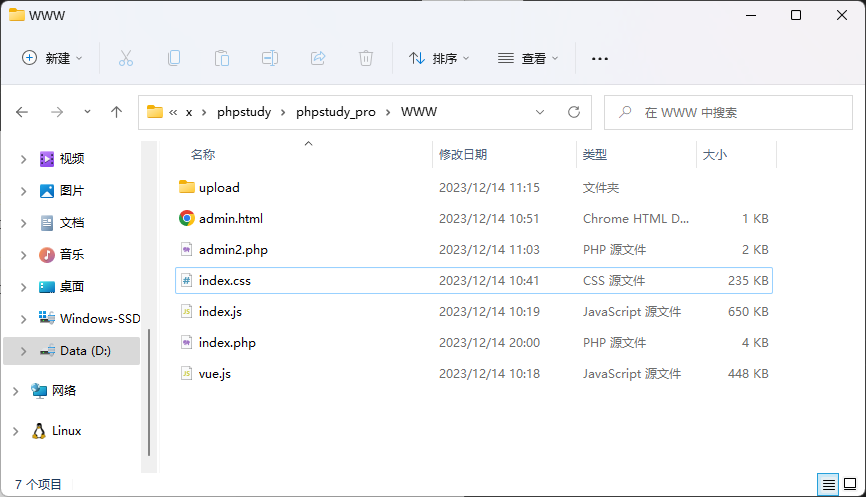 WWW
新建
排序
查看
« x > phpstudy > phpstudy_pro > WWW
在 WWW 中搜索
视频
图片
文档
音乐
桌面
Windows-SSD
Data (D:)
网络
Linux
名称 修改日期 类型 大小
upload 2023/12/14 11:15 文件夹
admin.html 2023/12/14 10:51 Chrome HTML D... 1 KB
admin2.php 2023/12/14 11:03 PHP 源文件 2 KB
index.css 2023/12/14 10:41 CSS 源文件 235 KB
index.js 2023/12/14 10:19 JavaScript 源文件 650 KB
index.php 2023/12/14 20:00 PHP 源文件 4 KB
vue.js 2023/12/14 10:18 JavaScript 源文件 448 KB
7 个项目